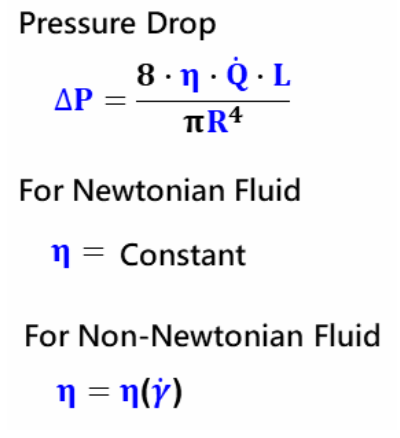 Pressure Drop
ΔP = 8 · η · Q̇ · L / πR⁴
For Newtonian Fluid
η = Constant
For Non-Newtonian Fluid
η = η(γ̇)